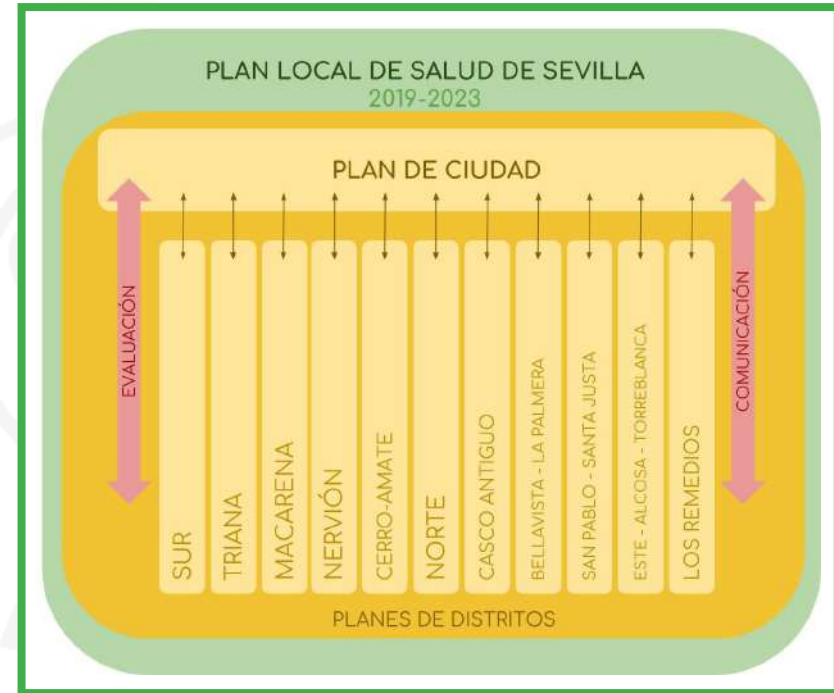 PLAN LOCAL DE SALUD DE SEVILLA
2019-2023
PLAN DE CIUDAD
EVALUACIÓN
SUR
TRIANA
MACARENA
NERVIÓN
CERRO-AMATE
NORTE
CASCO ANTIGUO
BELLAVISTA - LA PALMERA
SAN PABLO - SANTA JUSTA
ESTE - ALCOSA - TORREBLANCA
LOS REMEDIOS
COMUNICACIÓN
PLANES DE DISTRITOS